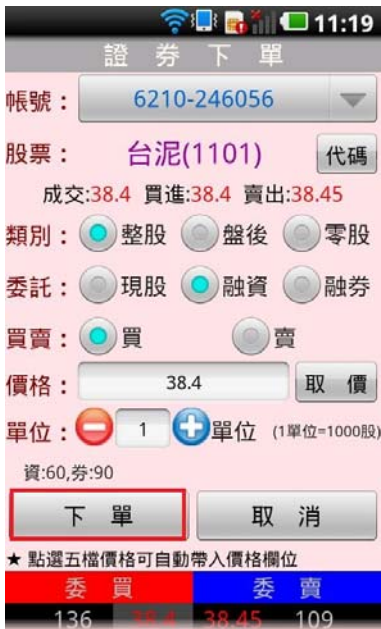 11:19
證 券 下 單
帳號： 6210-246056
股票： 台泥(1101) 代碼
成交:38.4 買進:38.4 賣出:38.45
類別： 整股 盤後 零股
委託： 現股 融資 融券
買賣： 買 賣
價格： 38.4 取 價
單位： 1 單位 (1單位=1000股)
資:60,券:90
下 單 取 消
★ 點選五檔價格可自動帶入價格欄位
委 買 委 賣
136 38.4 38.45 109